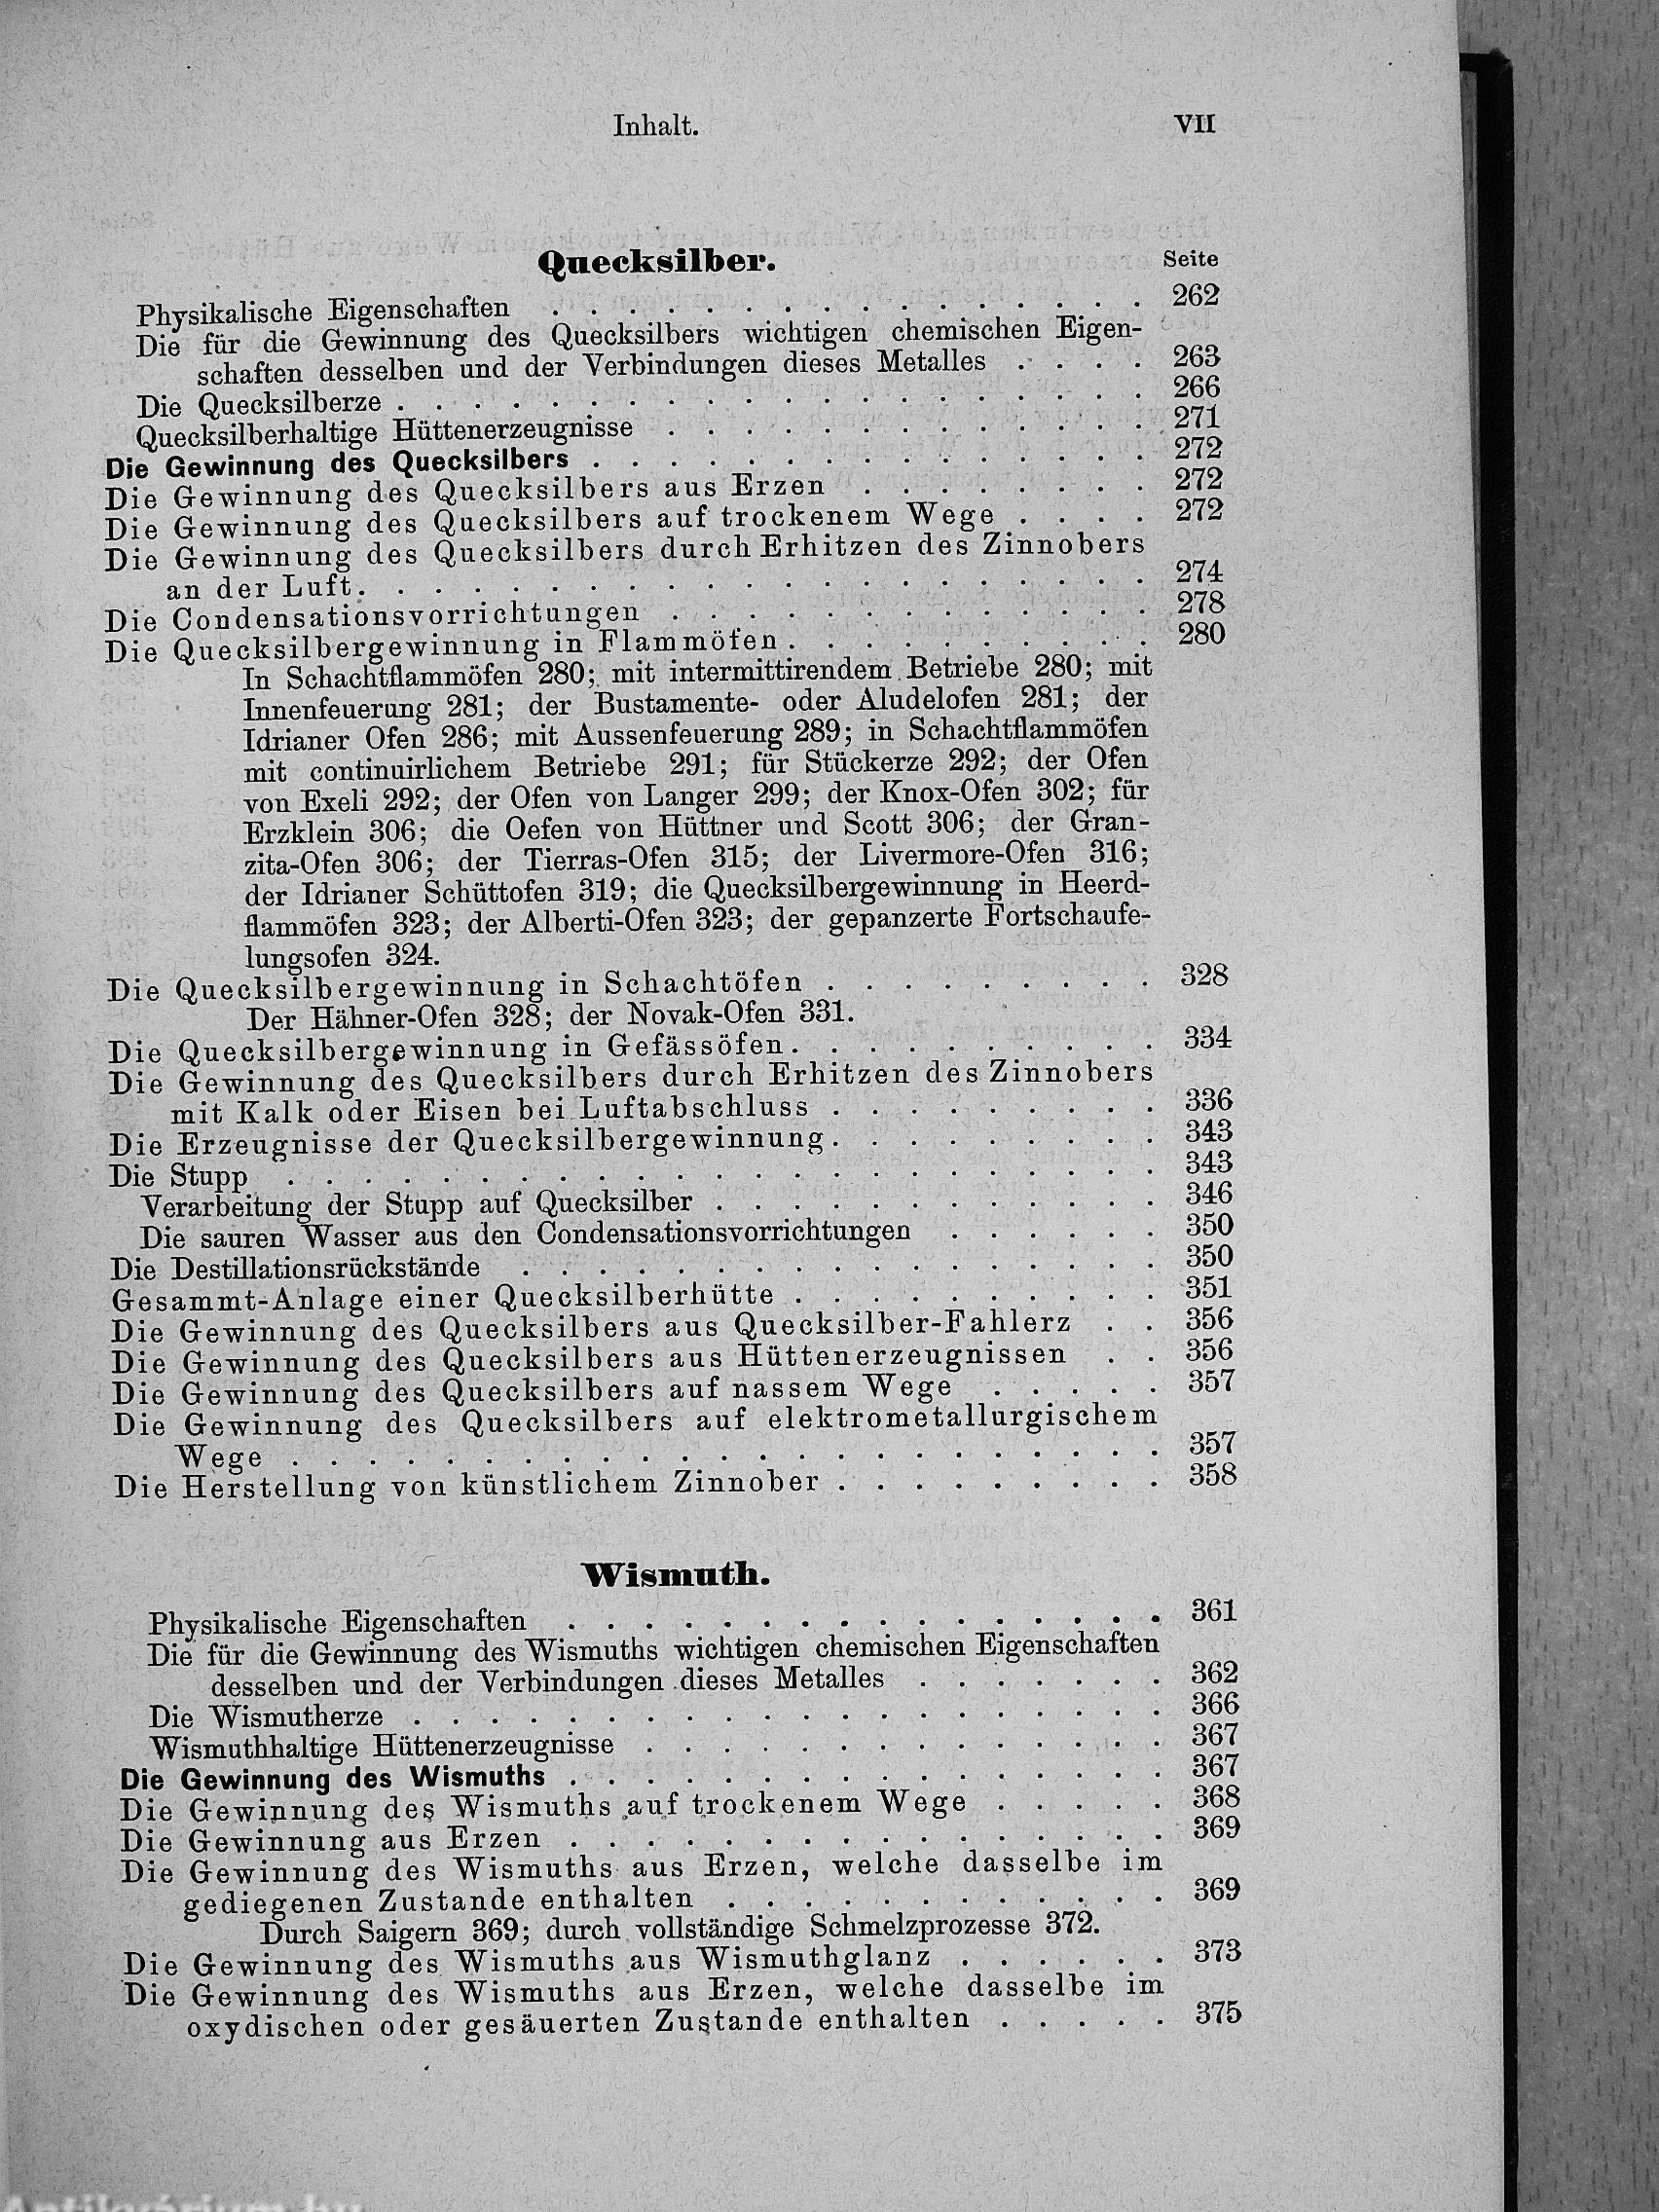 Inhalt. VII
Quecksilber. Seite
Physikalische Eigenschaften . . . . . . . . . . . . . . . . 262
Die für die Gewinnung des Quecksilbers wichtigen chemischen Eigen-
schaften desselben und der Verbindungen dieses Metalles . . . . 263
Die Quecksilberze . . . . . . . . . . . . . . . . . . . . 266
Quecksilberhaltige Hüttenerzeugnisse . . . . . . . . . . . . . 271
Die Gewinnung des Quecksilbers . . . . . . . . . . . . . . . 272
Die Gewinnung des Quecksilbers aus Erzen . . . . . . . . 272
Die Gewinnung des Quecksilbers auf trockenem Wege . . . . 272
Die Gewinnung des Quecksilbers durch Erhitzen des Zinnobers
an der Luft. . . . . . . . . . . . . . . . . . . . . 274
Die Condensationsvorrichtungen . . . . . . . . . . . . . 278
Die Quecksilbergewinnung in Flammöfen . . . . . . . . . . 280
In Schachtflammöfen 280; mit intermittirendem Betriebe 280; mit
Innenfeuerung 281; der Bustamente- oder Aludelofen 281; der
Idrianer Ofen 286; mit Aussenfeuerung 289; in Schachtflammöfen
mit continuirlichem Betriebe 291; für Stückerze 292; der Ofen
von Exeli 292; der Ofen von Langer 299; der Knox-Ofen 302; für
Erzklein 306; die Oefen von Hüttner und Scott 306; der Gran-
zita-Ofen 306; der Tierras-Ofen 315; der Livermore-Ofen 316;
der Idrianer Schüttofen 319; die Quecksilbergewinnung in Heerd-
flammöfen 323; der Alberti-Ofen 323; der gepanzerte Fortschaufe-
lungsofen 324.
Die Quecksilbergewinnung in Schachtöfen . . . . . . . . . 328
Der Hähner-Ofen 328; der Novak-Ofen 331.
Die Quecksilbergewinnung in Gefässöfen. . . . . . . . . . 334
Die Gewinnung des Quecksilbers durch Erhitzen des Zinnobers
mit Kalk oder Eisen bei Luftabschluss . . . . . . . . . 336
Die Erzeugnisse der Quecksilbergewinnung. . . . . . . . . 343
Die Stupp . . . . . . . . . . . . . . . . . . . . . . . 343
Verarbeitung der Stupp auf Quecksilber . . . . . . . . . . . . 346
Die sauren Wasser aus den Condensationsvorrichtungen . . . . . . 350
Die Destillationsrückstände . . . . . . . . . . . . . . . . . 350
Gesammt-Anlage einer Quecksilberhütte . . . . . . . . . . 351
Die Gewinnung des Quecksilbers aus Quecksilber-Fahlerz . . 356
Die Gewinnung des Quecksilbers aus Hüttenerzeugnissen . . 356
Die Gewinnung des Quecksilbers auf nassem Wege . . . . . 357
Die Gewinnung des Quecksilbers auf elektrometallurgischem
Wege . . . . . . . . . . . . . . . . . . . . . . . 357
Die Herstellung von künstlichem Zinnober . . . . . . . . . 358
Wismuth.
Physikalische Eigenschaften . . . . . . . . . . . . . . . . 361
Die für die Gewinnung des Wismuths wichtigen chemischen Eigenschaften
desselben und der Verbindungen dieses Metalles . . . . . . . 362
Die Wismutherze . . . . . . . . . . . . . . . . . . . . 366
Wismuthhaltige Hüttenerzeugnisse . . . . . . . . . . . . . . 367
Die Gewinnung des Wismuths . . . . . . . . . . . . . . . . 367
Die Gewinnung des Wismuths auf trockenem Wege . . . . . 368
Die Gewinnung aus Erzen . . . . . . . . . . . . . . . . 369
Die Gewinnung des Wismuths aus Erzen, welche dasselbe im
gediegenen Zustande enthalten . . . . . . . . . . . . 369
Durch Saigern 369; durch vollständige Schmelzprozesse 372.
Die Gewinnung des Wismuths aus Wismuthglanz . . . . . . 373
Die Gewinnung des Wismuths aus Erzen, welche dasselbe im
oxydischen oder gesäuerten Zustande enthalten . . . . . 375